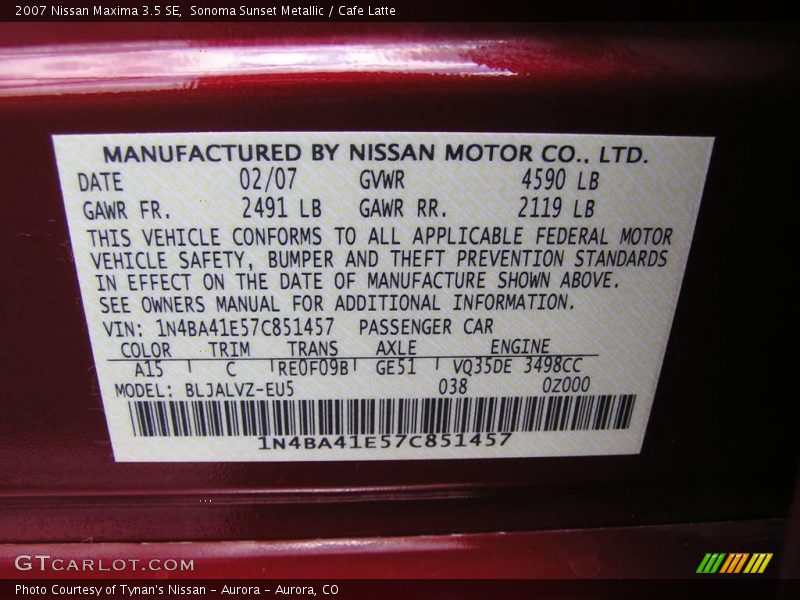 2007 Nissan Maxima 3.5 SE, Sonoma Sunset Metallic / Cafe Latte
MANUFACTURED BY NISSAN MOTOR CO., LTD.
DATE 02/07 GVWR 4590 LB
GAWR FR. 2491 LB GAWR RR. 2119 LB
THIS VEHICLE CONFORMS TO ALL APPLICABLE FEDERAL MOTOR
VEHICLE SAFETY, BUMPER AND THEFT PREVENTION STANDARDS
IN EFFECT ON THE DATE OF MANUFACTURE SHOWN ABOVE.
SEE OWNERS MANUAL FOR ADDITIONAL INFORMATION.
VIN: 1N4BA41E57C851457 PASSENGER CAR
COLOR TRIM TRANS AXLE ENGINE
A15 C RE0F09B GE51 VQ35DE 3498CC
MODEL: BLJALVZ-EU5 038 0Z000
1N4BA41E57C851457
GTCARLOT.COM
Photo Courtesy of Tynan's Nissan - Aurora - Aurora, CO